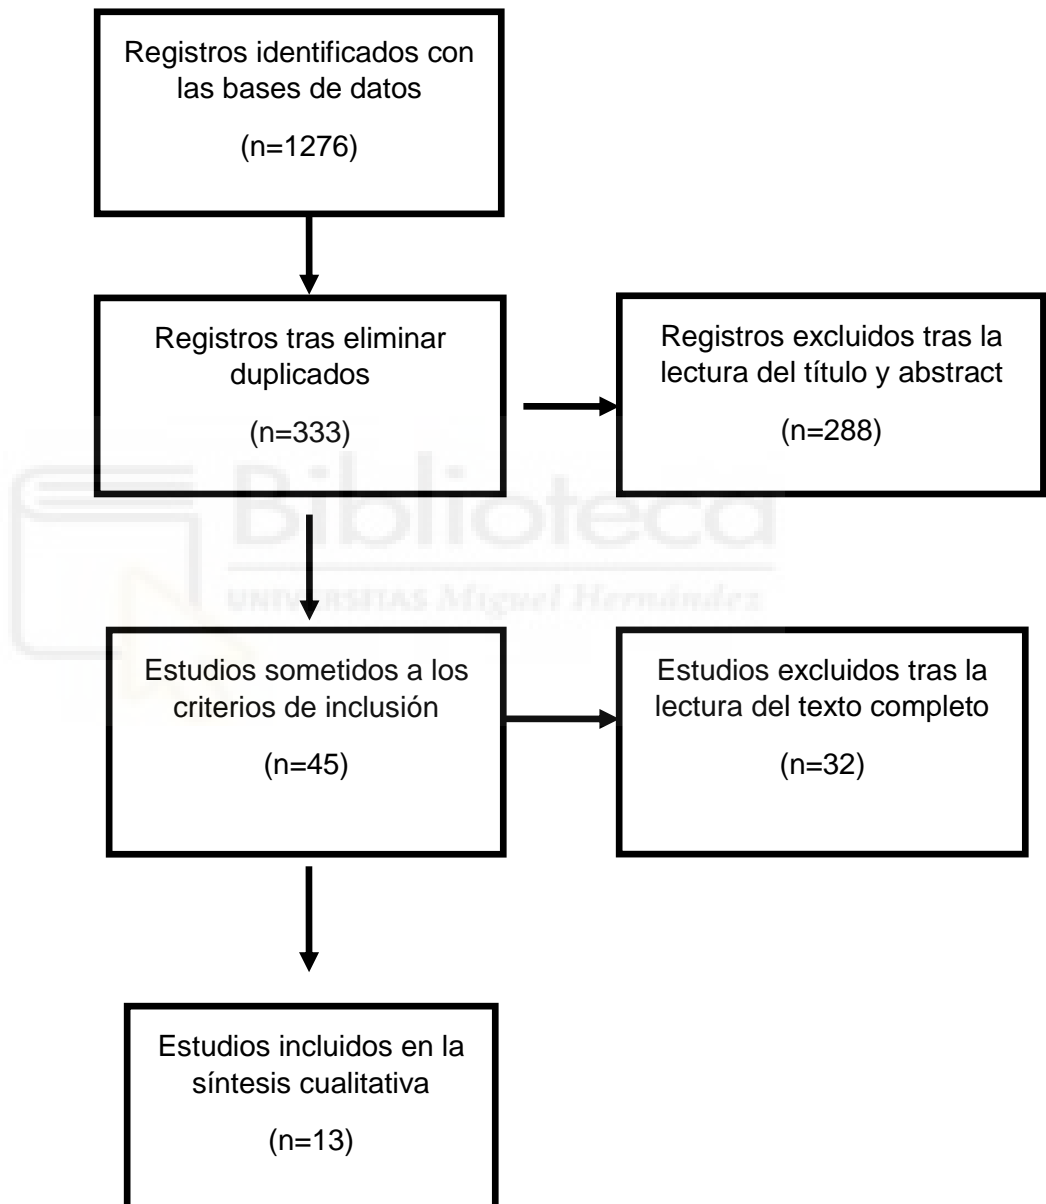 Registros identificados con
las bases de datos
(n=1276)
Registros tras eliminar
duplicados
(n=333)
Registros excluidos tras la
lectura del título y abstract
(n=288)
Biblioteca
UNIVERSITAS Miguel Hernández
Estudios sometidos a los
criterios de inclusión
(n=45)
Estudios excluidos tras la
lectura del texto completo
(n=32)
Estudios incluidos en la
síntesis cualitativa
(n=13)